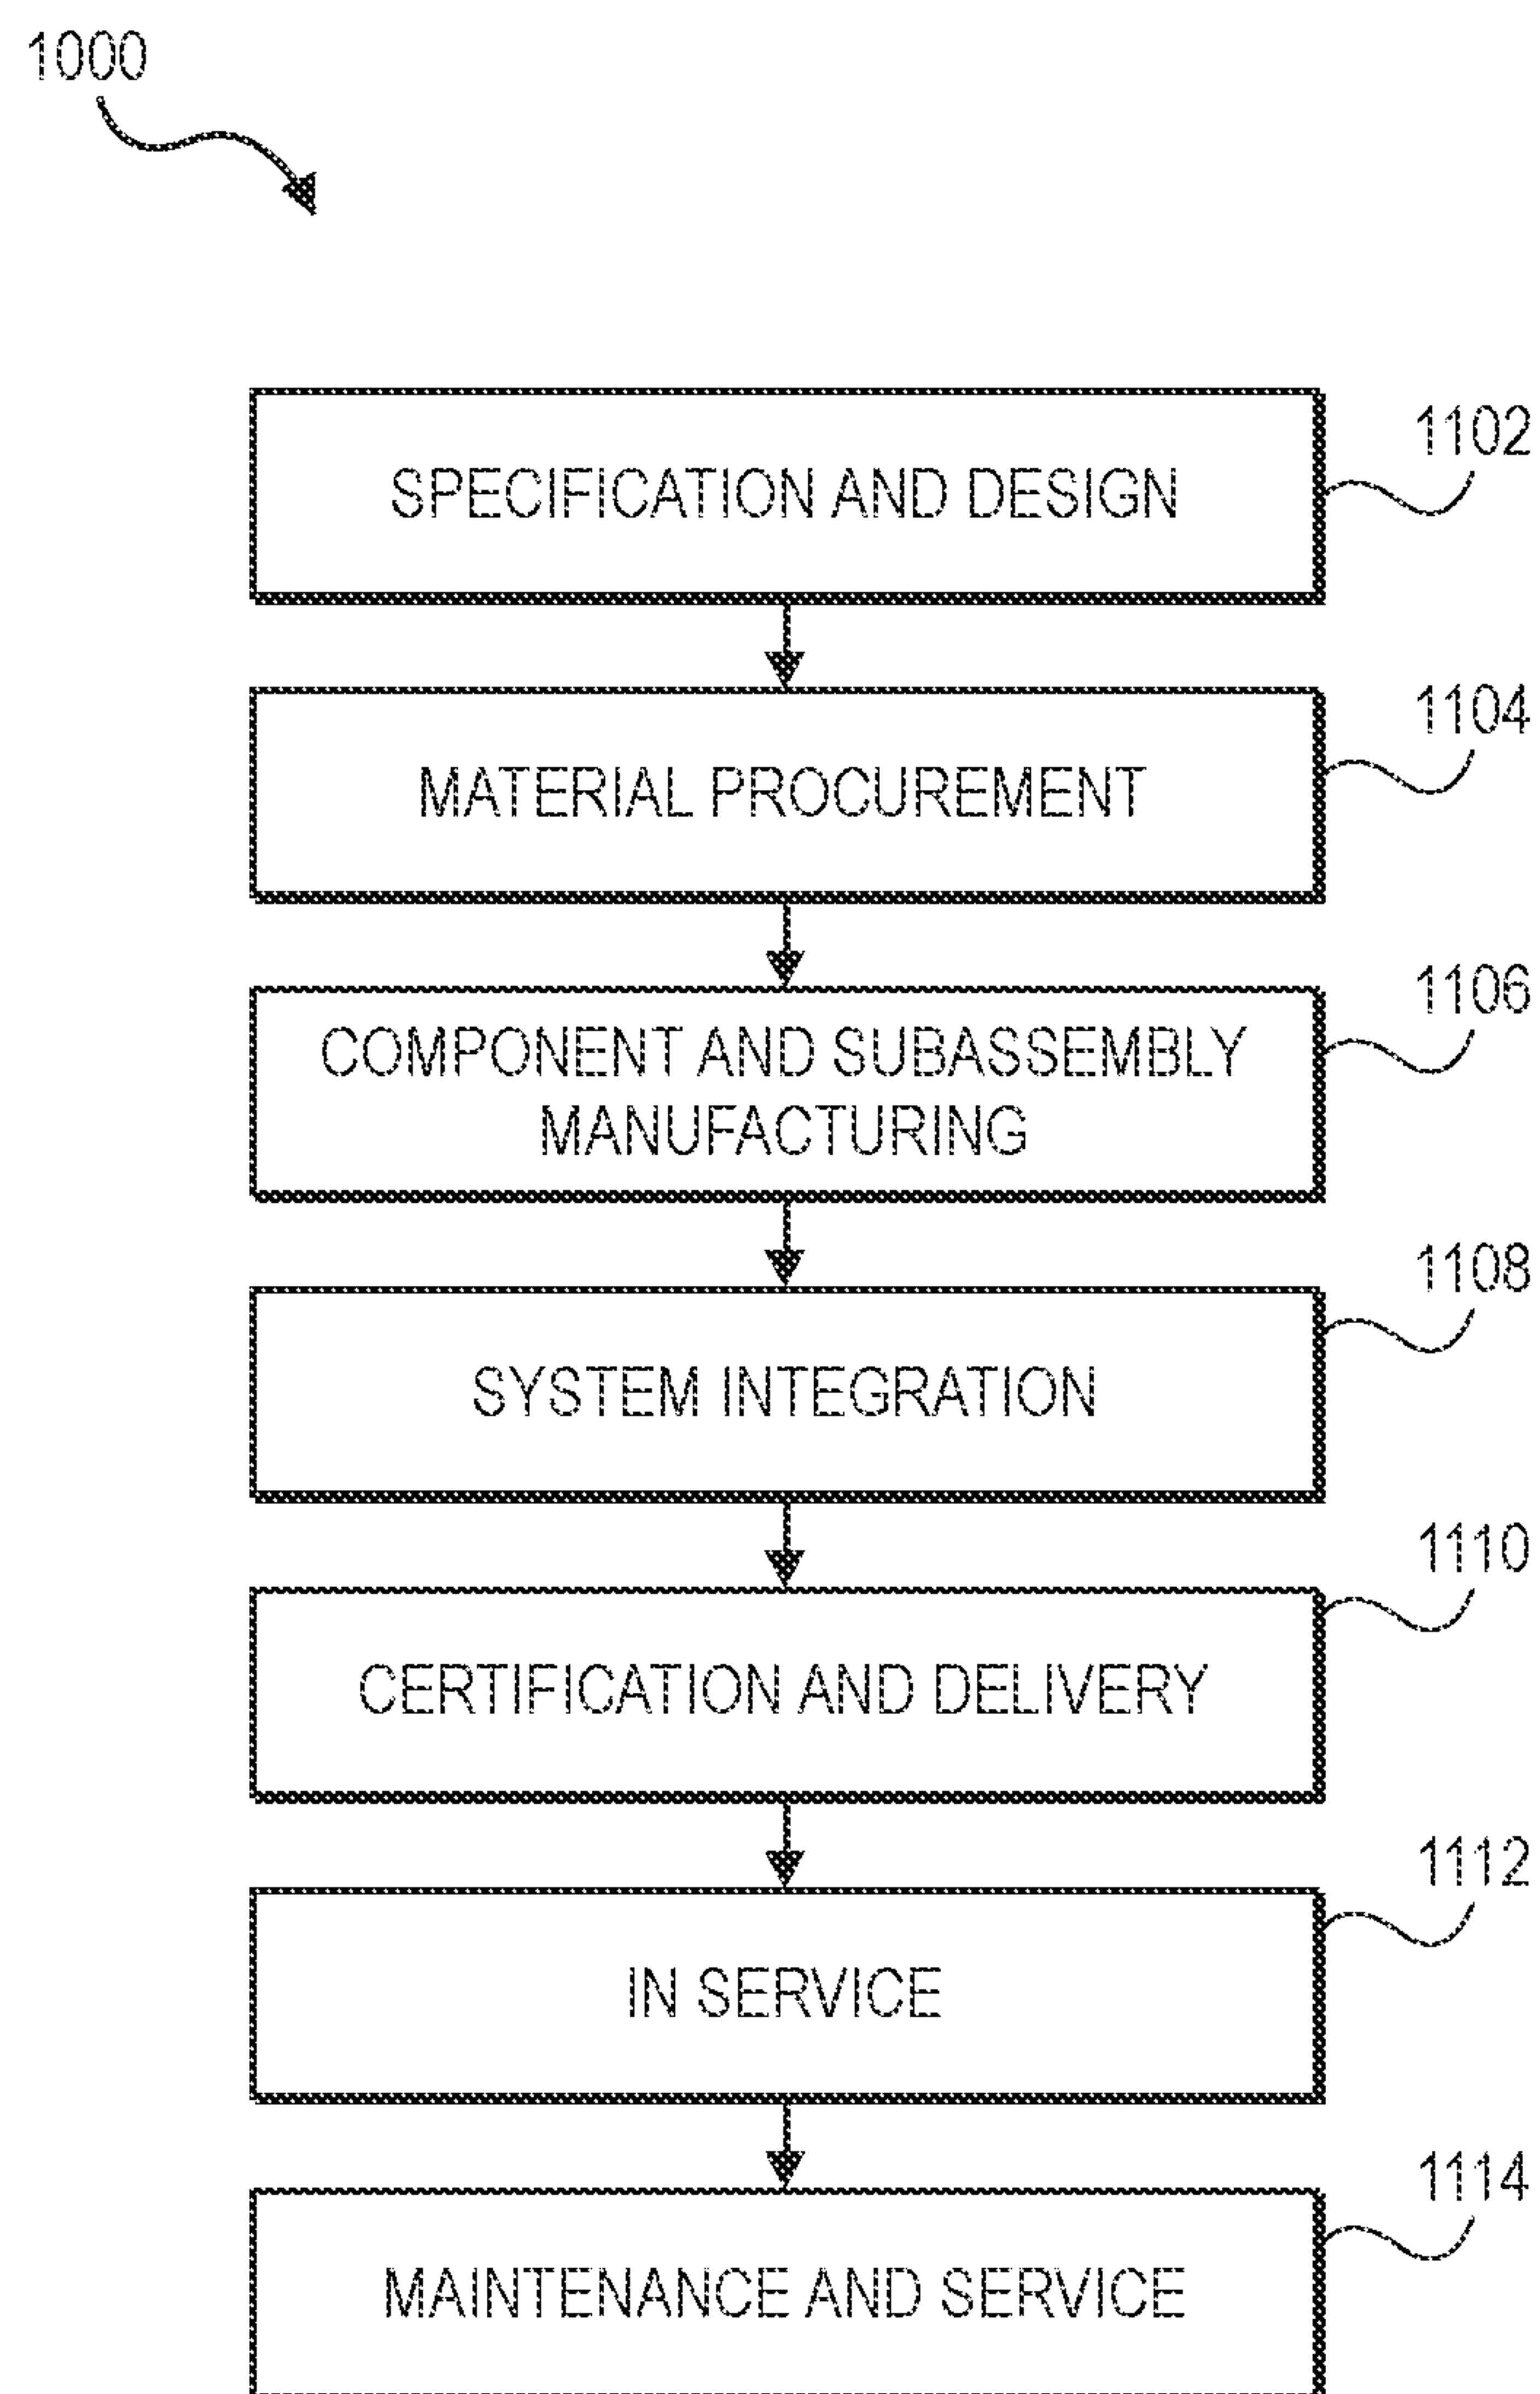 1000
SPECIFICATION AND DESIGN
1102
MATERIAL PROCUREMENT
1104
COMPONENT AND SUBASSEMBLY
MANUFACTURING
1106
SYSTEM INTEGRATION
1108
CERTIFICATION AND DELIVERY
1110
IN SERVICE
1112
MAINTENANCE AND SERVICE
1114